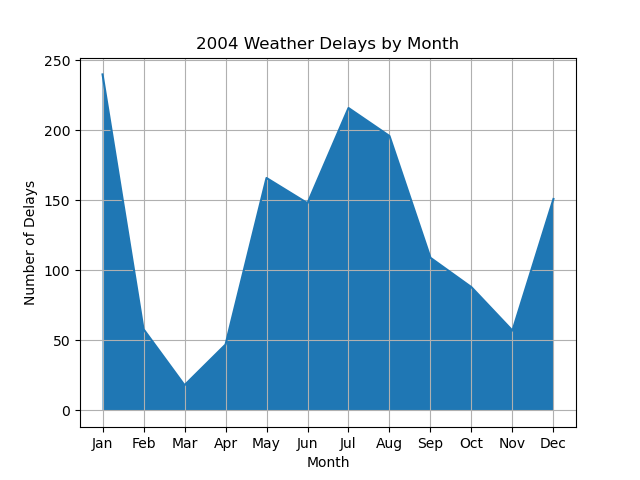 2004 Weather Delays by Month
Number of Delays
250
200
150
100
50
0
Jan Feb Mar Apr May Jun Jul Aug Sep Oct Nov Dec
Month